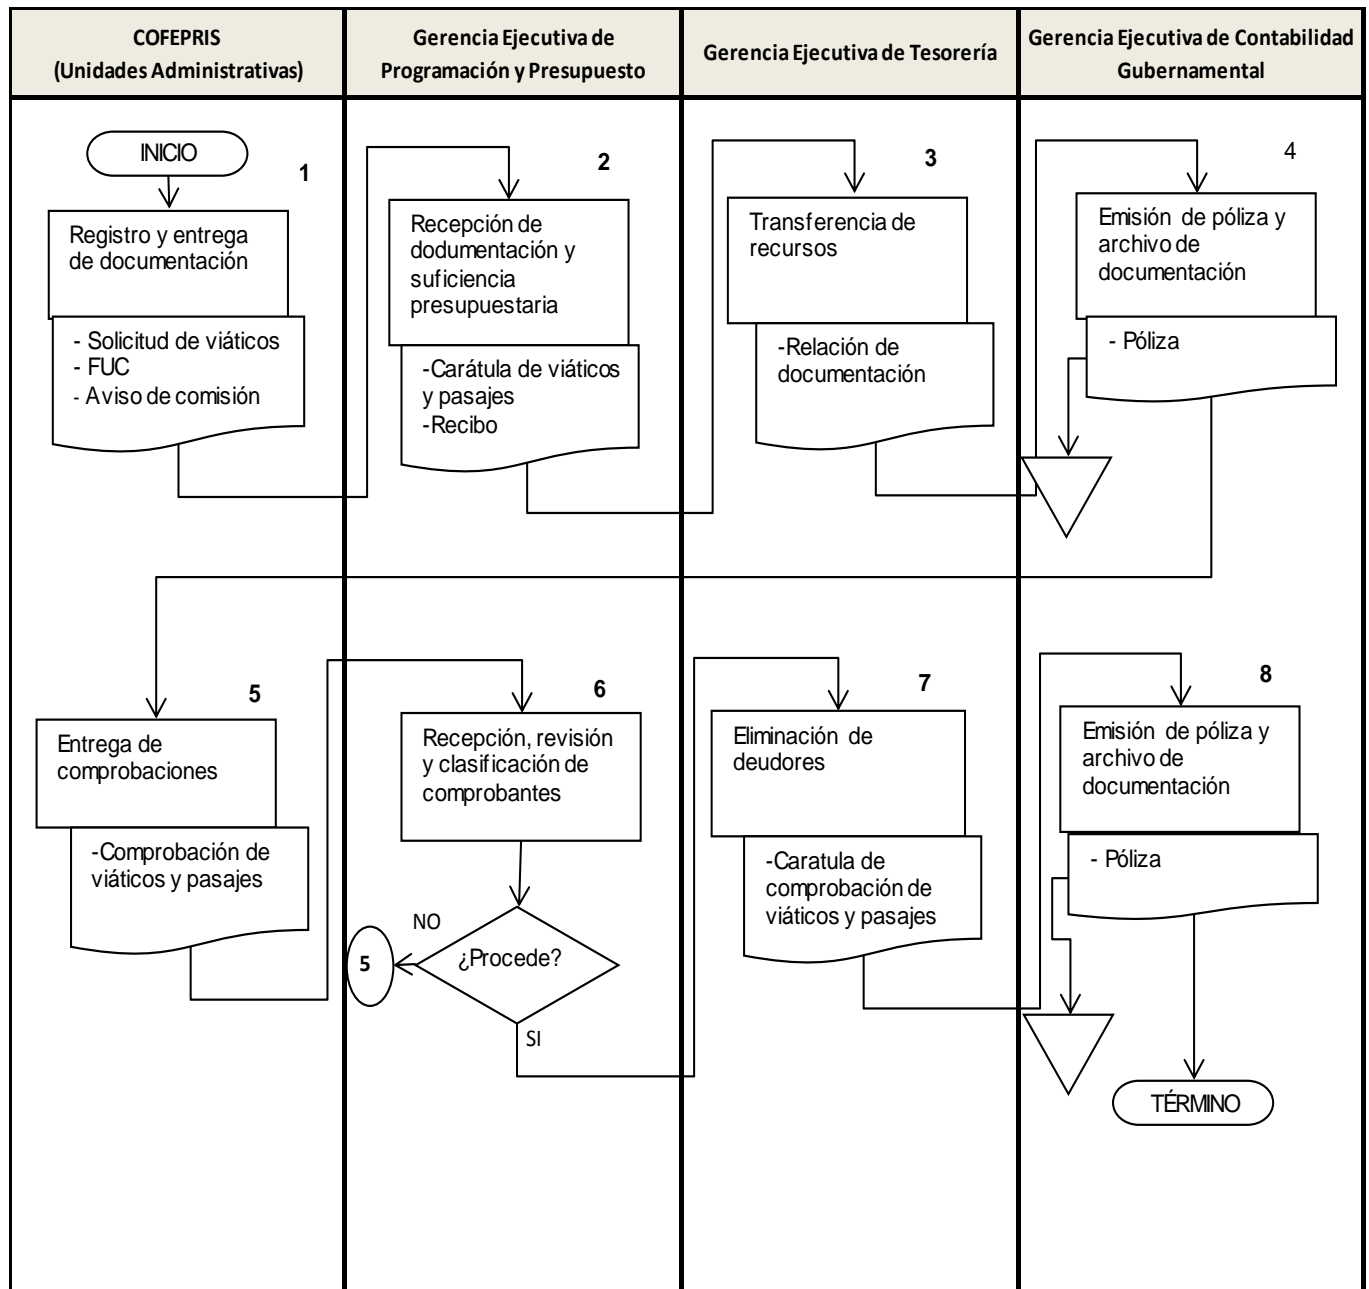 COFEPRIS
(Unidades Administrativas)
Gerencia Ejecutiva de
Programación y Presupuesto
Gerencia Ejecutiva de Tesorería
Gerencia Ejecutiva de Contabilidad
Gubernamental
INICIO
1
Registro y entrega
de documentación
- Solicitud de viáticos
- FUC
- Aviso de comisión
2
Recepción de
dodumentación y
suficiencia
presupuestaria
-Carátula de viáticos
y pasajes
-Recibo
3
Transferencia de
recursos
-Relación de
documentación
4
Emisión de póliza y
archivo de
documentación
- Póliza
5
Entrega de
comprobaciones
-Comprobación de
viáticos y pasajes
6
Recepción, revisión
y clasificación de
comprobantes
¿Procede?
NO
5
SI
7
Eliminación de
deudores
-Caratula de
comprobación de
viáticos y pasajes
8
Emisión de póliza y
archivo de
documentación
- Póliza
TÉRMINO